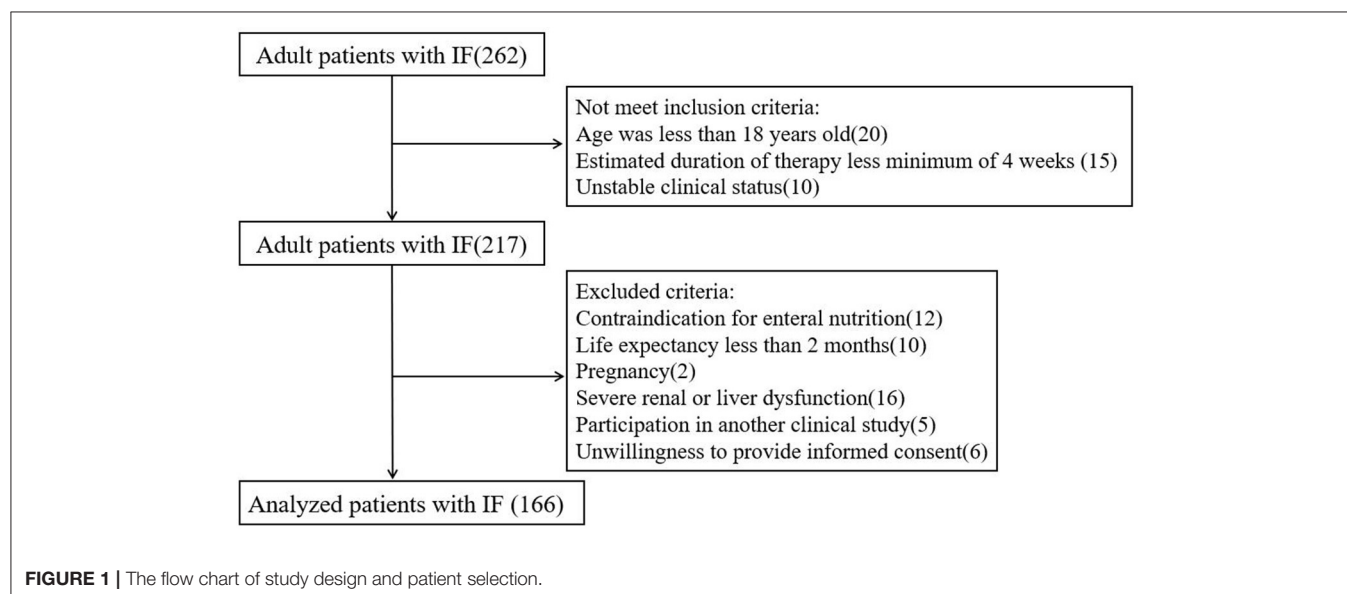 Adult patients with IF(262)
Not meet inclusion criteria:
Age was less than 18 years old(20)
Estimated duration of therapy less minimum of 4 weeks (15)
Unstable clinical status(10)
Adult patients with IF(217)
Excluded criteria:
Contraindication for enteral nutrition(12)
Life expectancy less than 2 months(10)
Pregnancy(2)
Severe renal or liver dysfunction(16)
Participation in another clinical study(5)
Unwillingness to provide informed consent(6)
Analyzed patients with IF (166)
FIGURE 1 | The flow chart of study design and patient selection.